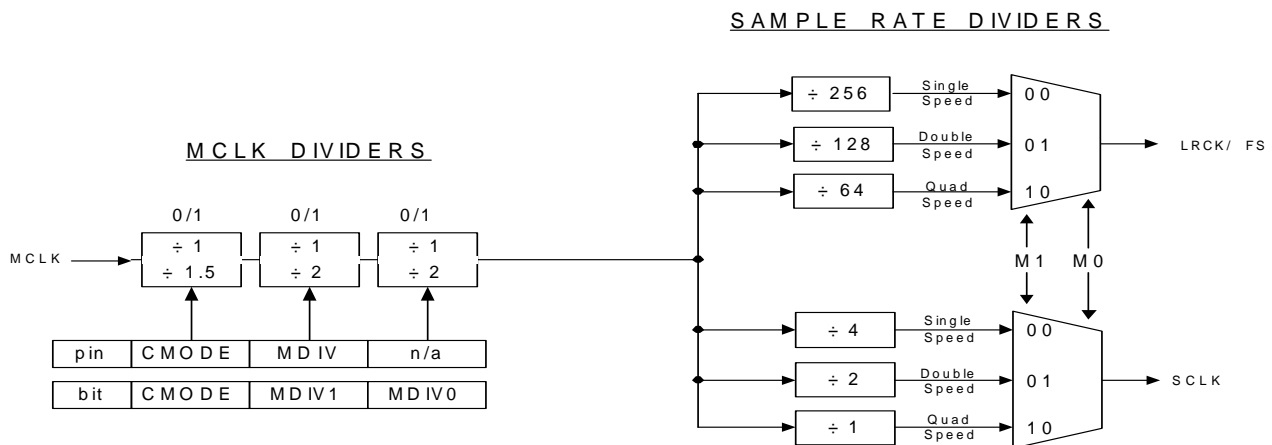 SAMPLE RATE DIVIDERS
÷ 256
Single
Speed
00
÷ 128
Double
Speed
01
LRCK/ FS
÷ 64
Quad
Speed
10
MCLK DIVIDERS
0/1
0/1
0/1
MCLK
÷ 1
÷ 1.5
÷ 1
÷ 2
÷ 1
÷ 2
M1
M0
pin
CMODE
MDIV
n/a
bit
CMODE
MDIV1
MDIV0
÷ 4
Single
Speed
00
÷ 2
Double
Speed
01
SCLK
÷ 1
Quad
Speed
10